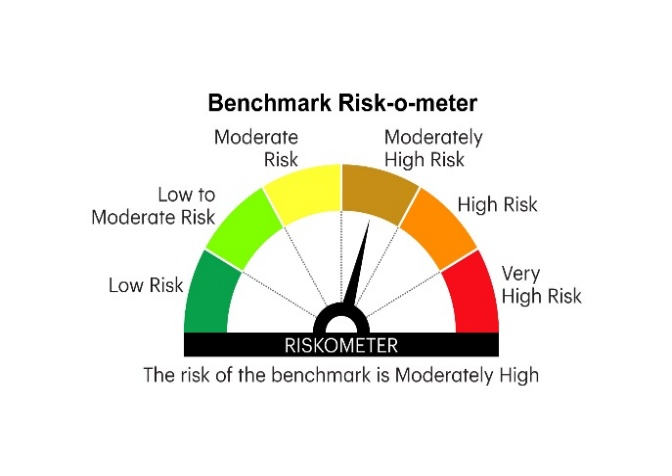 Benchmark Risk-o-meter
Moderate
Risk
Moderately
High Risk
Low to
Moderate Risk
High Risk
Low Risk
Very
High Risk
RISKOMETER
The risk of the benchmark is Moderately High